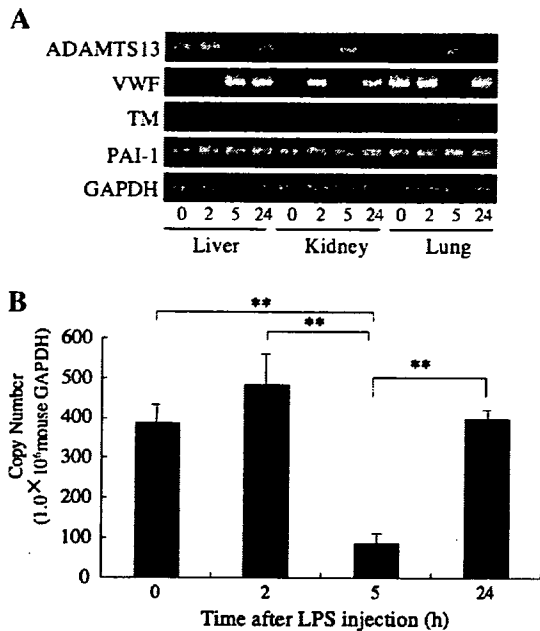 A
ADAMTS13
VWF
TM
PAI-1
GAPDH
0 2 5 24 0 2 5 24 0 2 5 24
Liver Kidney Lung
B
** 
**
**
Copy Number
(1.0×10⁶mouse GAPDH)
600
500
400
300
200
100
0
0 2 5 24
Time after LPS injection (h)